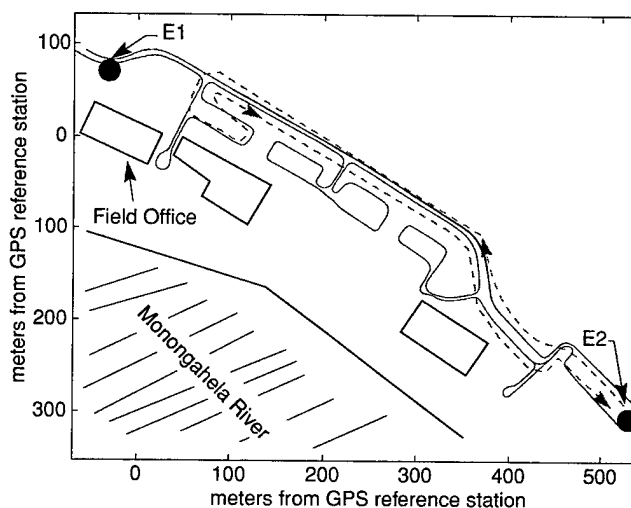 E1
100
0
100
200
300
meters from GPS reference station
Field Office
Monongahela River
E2
0
100
200
300
400
500
meters from GPS reference station